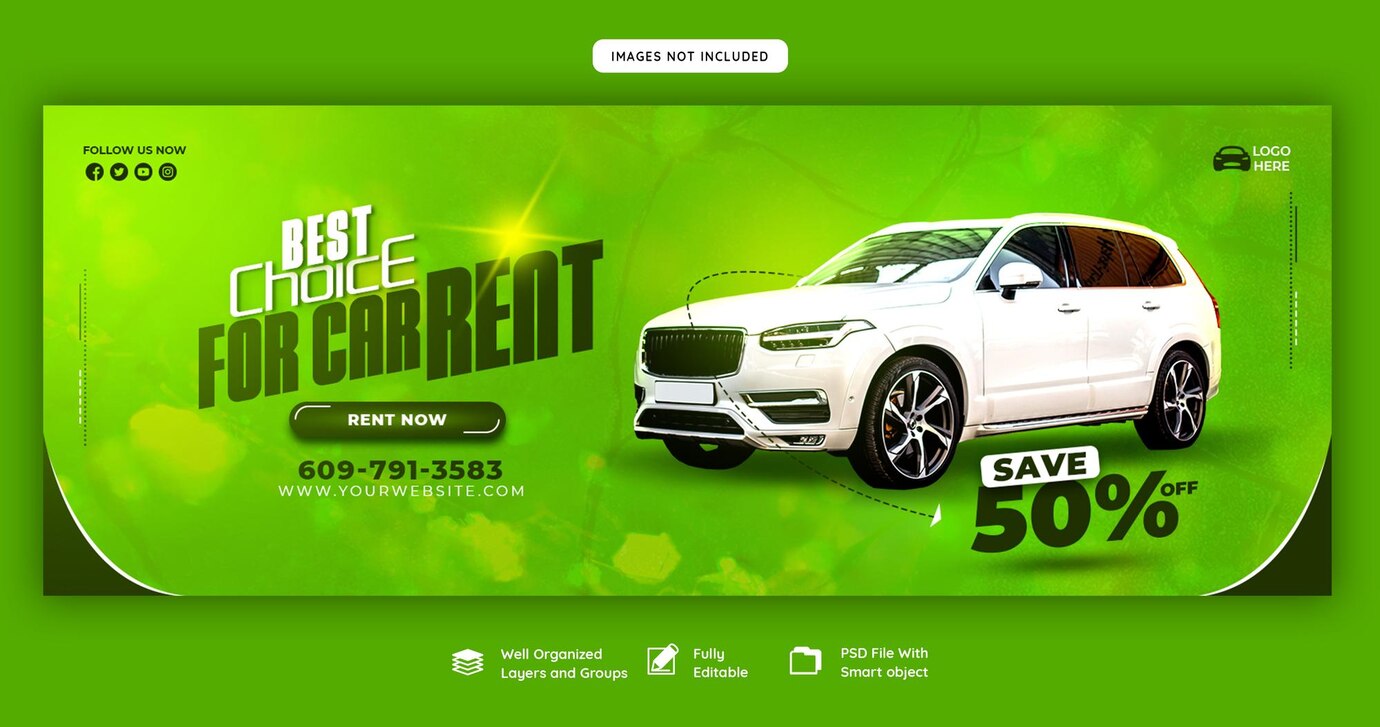 IMAGES NOT INCLUDED
FOLLOW US NOW
LOGO
HERE
BEST
Choice
FOR CAR RENT
RENT NOW
609-791-3583
WWW.YOURWEBSITE.COM
SAVE
50% OFF
Well Organized
Layers and Groups
Fully
Editable
PSD File With
Smart object